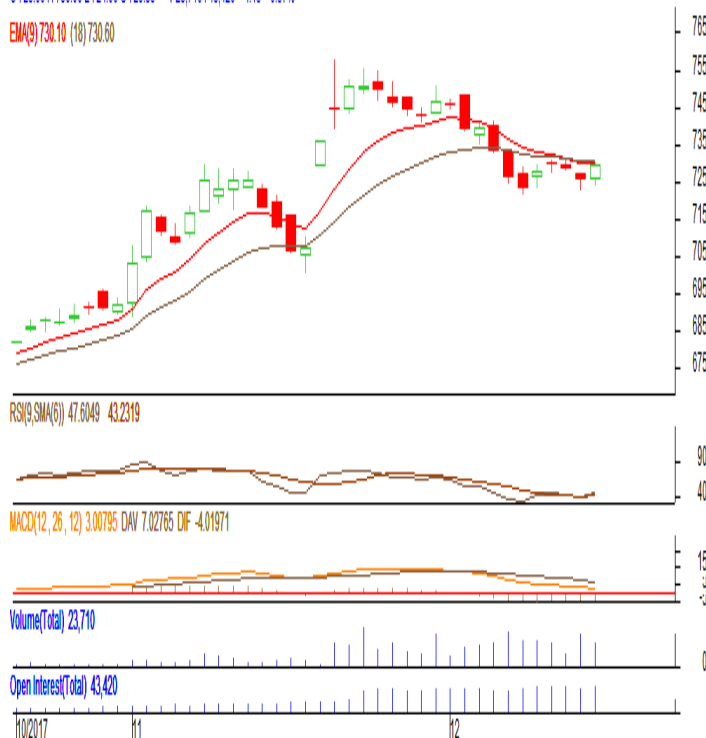 EMA(9) 730.10 (18) 730.60
765
755
745
735
725
715
705
695
685
675
RSI(9,SMA(6)) 47.6049 43.2319
90
40
MACD(12 , 26 , 12) 3.00795 DAV 7.02765 DIF -4.01971
15
Volume(Total) 23,710
0
Open Interest(Total) 43,420
10/2017 11 12